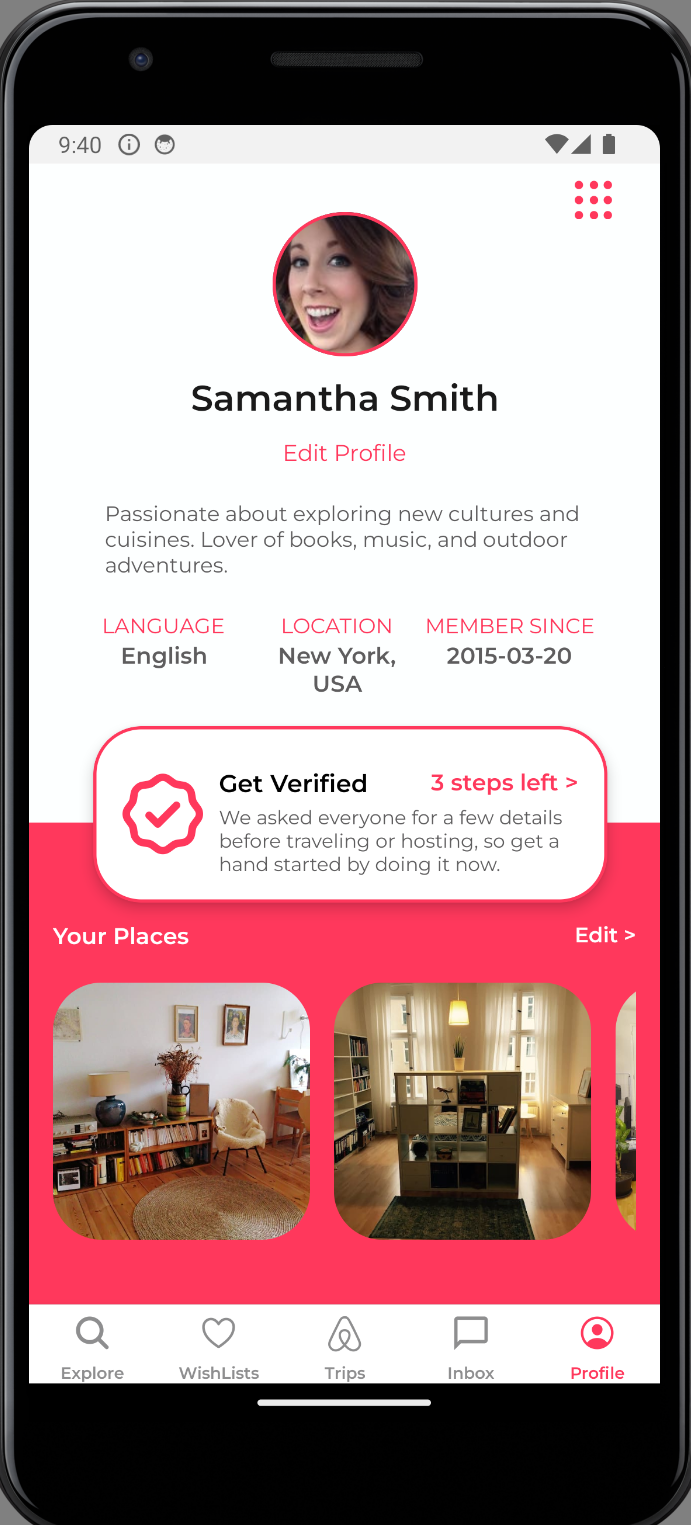 9:40
Samantha Smith
Edit Profile
Passionate about exploring new cultures and
cuisines. Lover of books, music, and outdoor
adventures.
LANGUAGE LOCATION MEMBER SINCE
English New York, 2015-03-20
USA
Get Verified 3 steps left >
We asked everyone for a few details
before traveling or hosting, so get a
hand started by doing it now.
Your Places Edit >
Explore WishLists Trips Inbox Profile